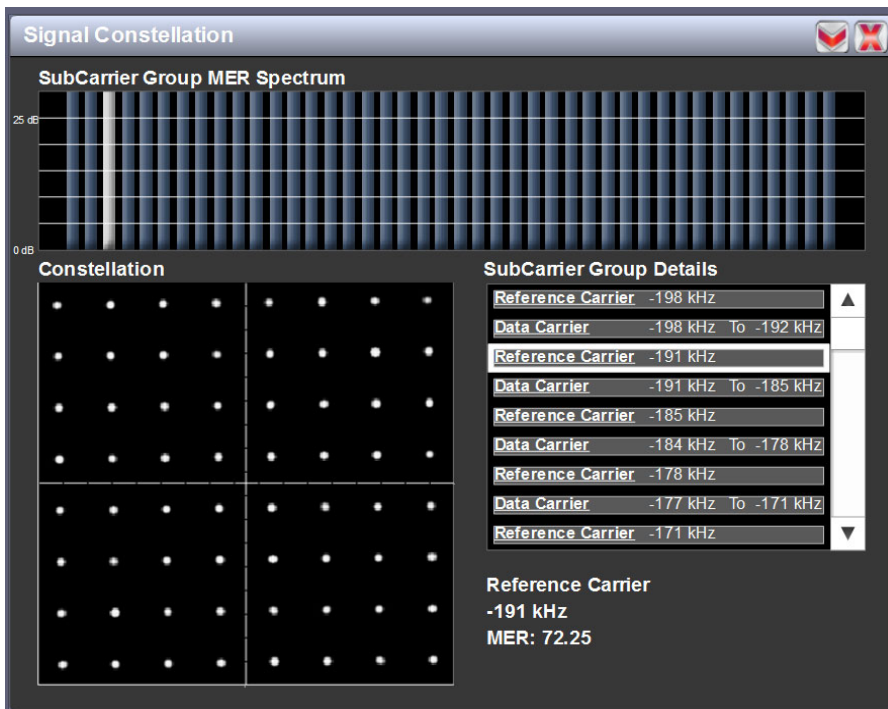 Signal Constellation
SubCarrier Group MER Spectrum
25 dB
0 dB
Constellation
SubCarrier Group Details
Reference Carrier -198 kHz
Data Carrier -198 kHz To -192 kHz
Reference Carrier -191 kHz
Data Carrier -191 kHz To -185 kHz
Reference Carrier -185 kHz
Data Carrier -184 kHz To -178 kHz
Reference Carrier -178 kHz
Data Carrier -177 kHz To -171 kHz
Reference Carrier -171 kHz
Reference Carrier
-191 kHz
MER: 72.25